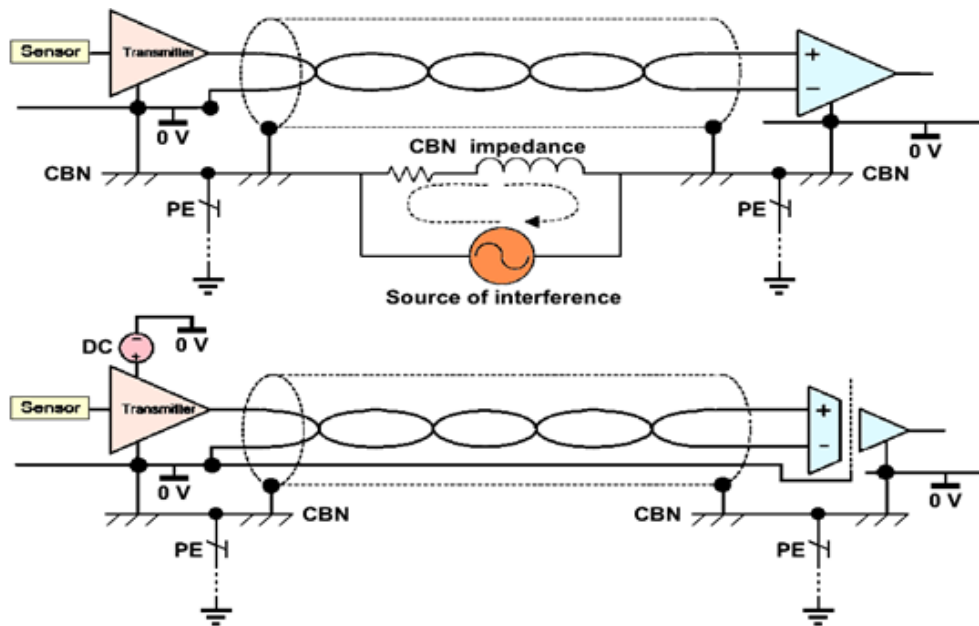 Sensor
Transmitter
+
−
0 V
0 V
CBN
CBN impedance
CBN
PE
PE
Source of interference
DC
−
+
0 V
Sensor
Transmitter
+
−
0 V
0 V
CBN
CBN
PE
PE